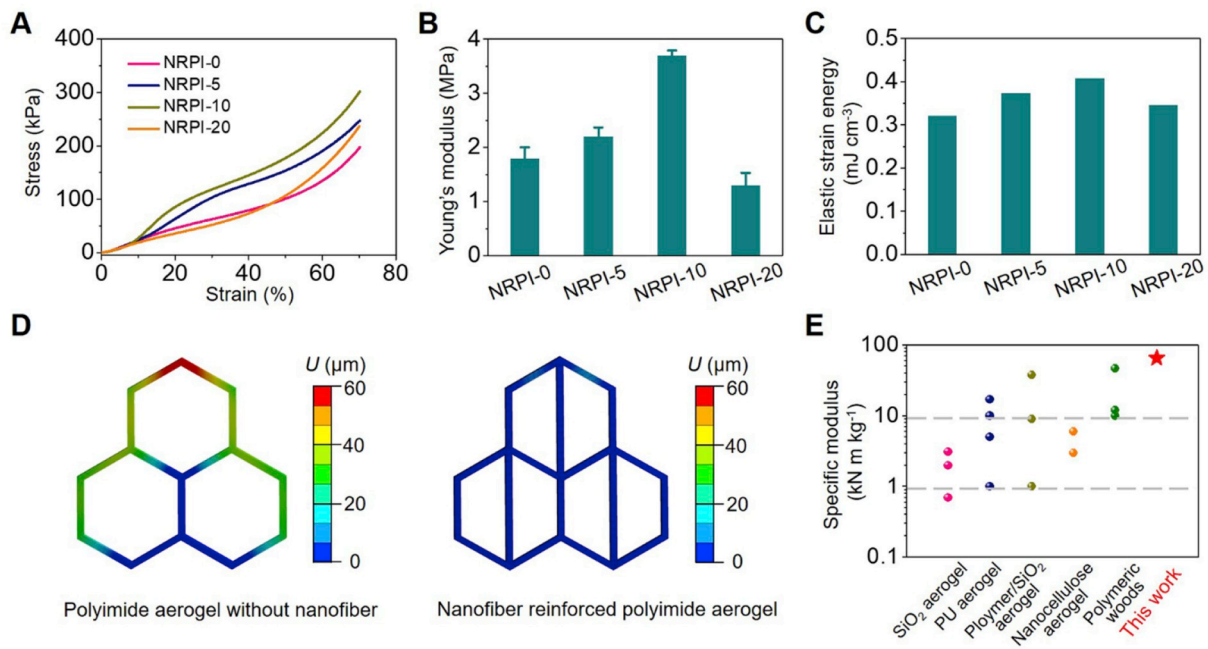 A
400
300
200
100
0
Stress (kPa)
NRPI-0
NRPI-5
NRPI-10
NRPI-20
0 20 40 60 80
Strain (%)
B
4
3
2
1
0
Young's modulus (MPa)
NRPI-0 NRPI-5 NRPI-10 NRPI-20
C
0.5
0.4
0.3
0.3
0.1
0.0
Elastic strain energy
(mJ cm⁻³)
NRPI-0 NRPI-5 NRPI-10 NRPI-20
D
U (μm)
60
40
20
0
Polyimide aerogel without nanofiber
U (μm)
60
40
20
0
Nanofiber reinforced polyimide aerogel
E
100
10
1
0.1
Specific modulus
(kN m kg⁻¹)
SiO₂ aerogel
PU aerogel
Ploymer/SiO₂
aerogel
Nanocellulose
aerogel
Polymeric
woods
This work